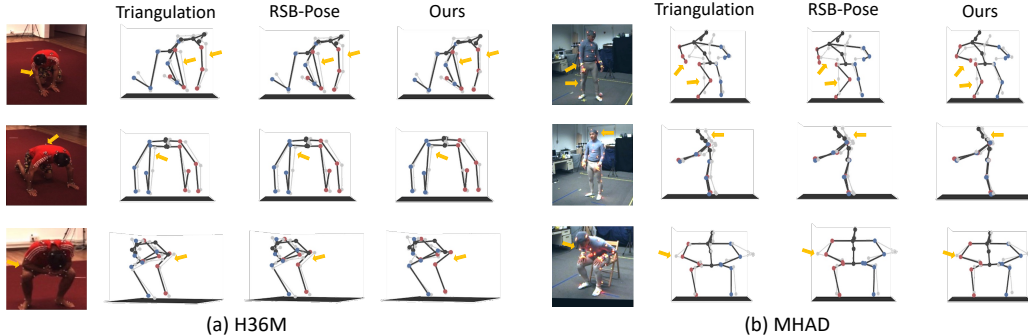 Triangulation RSB-Pose Ours Triangulation RSB-Pose Ours
(a) H36M (b) MHAD